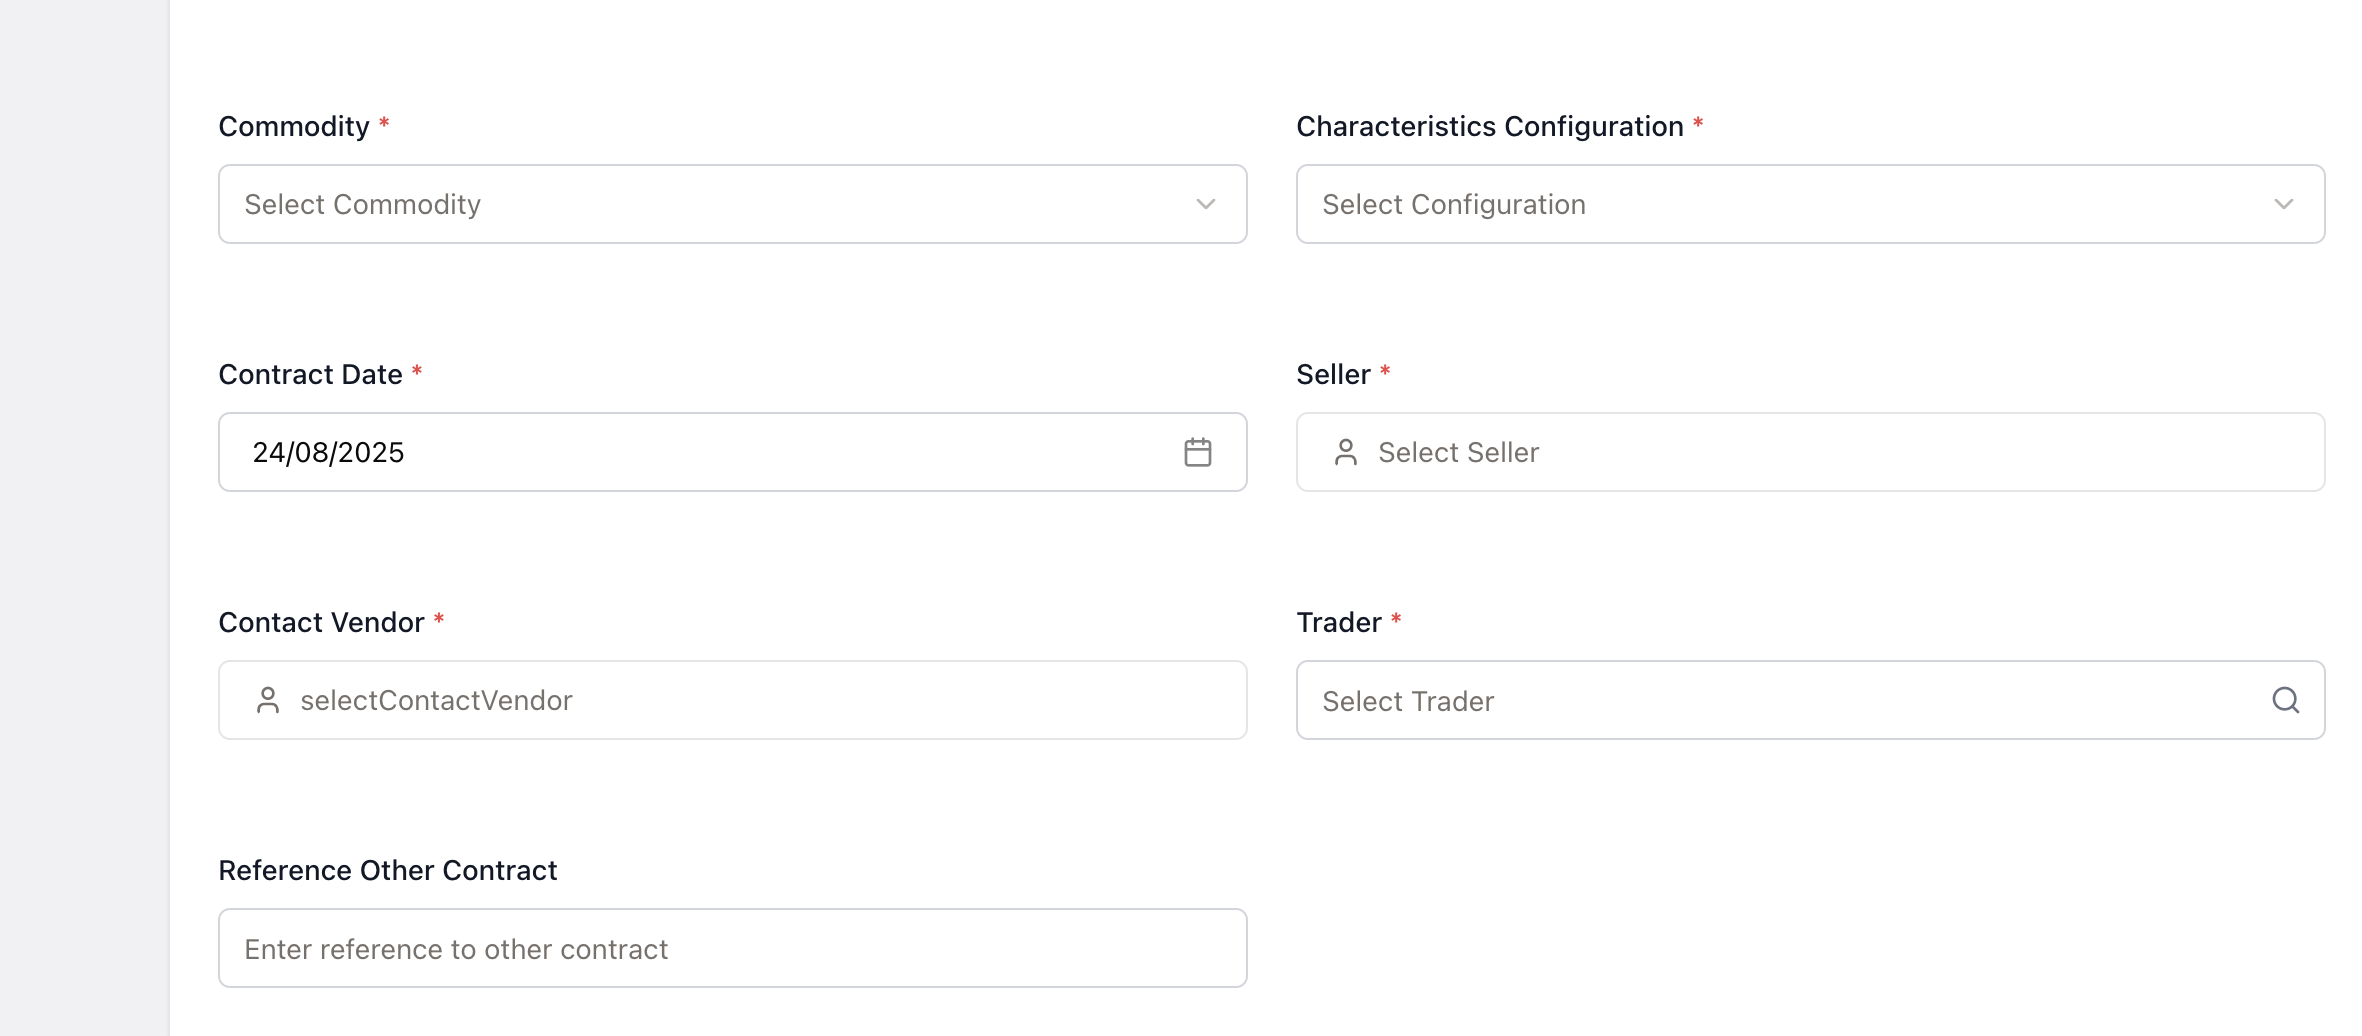 Commodity *
Characteristics Configuration *
Select Commodity
Select Configuration
Contract Date *
Seller *
24/08/2025
Select Seller
Contact Vendor *
Trader *
selectContactVendor
Select Trader
Reference Other Contract
Enter reference to other contract